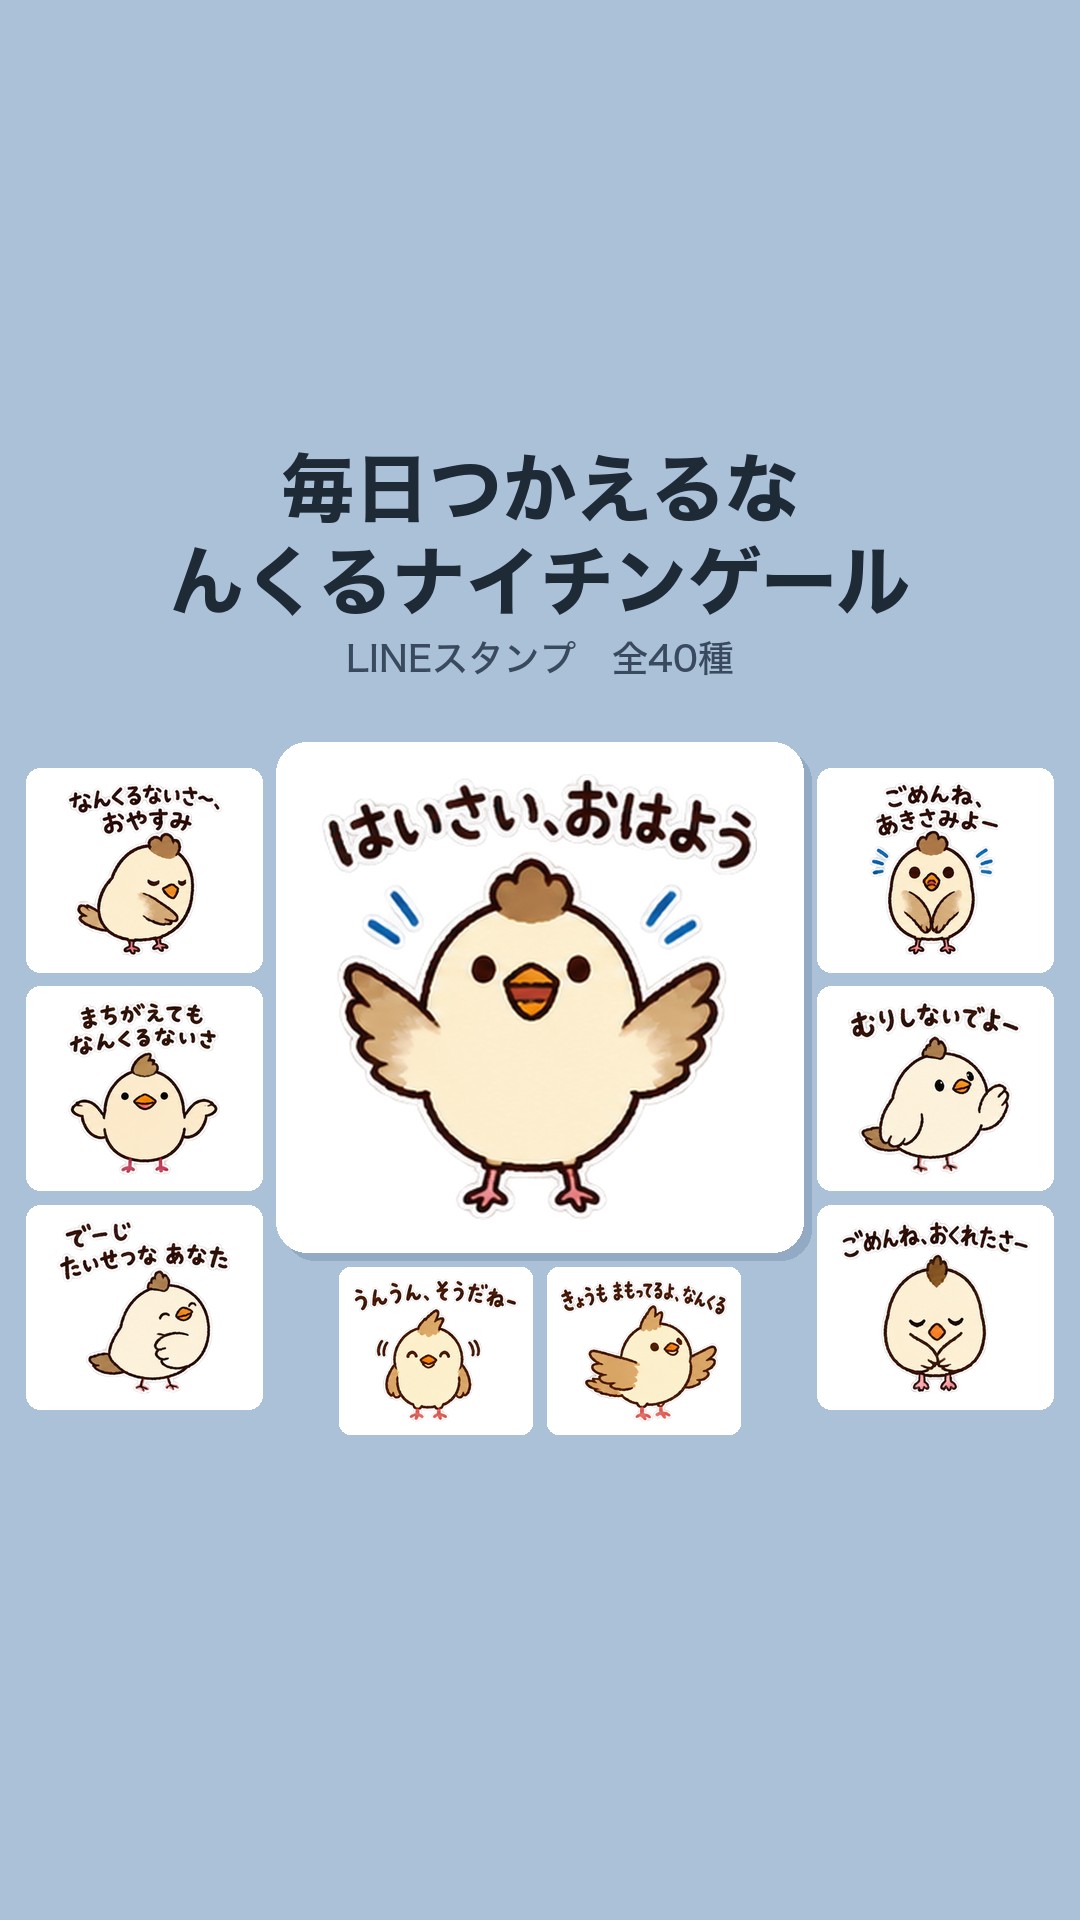 毎日つかえるな
んくるナイチンゲール
LINEスタンプ　全40種
なんくるないさ〜、
おやすみ
はいさい、おはよう
ごめんね、
あきさみよー
まちがえても
なんくるないさ
むりしないでよー
でーじ
たいせつな あなた
ごめんね、おくれたさー
うんうん、そうだねー
きょうも まもってるよ、なんくる